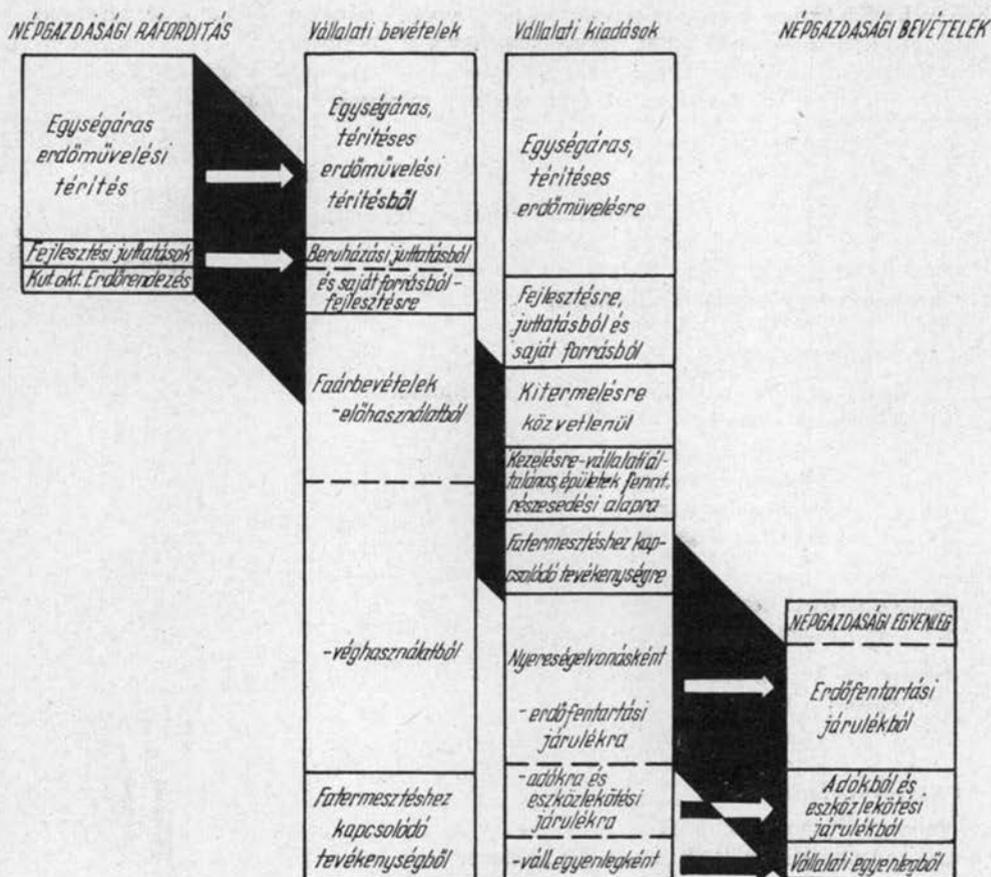 NÉPGAZDASÁGI RÁFORDITÁS
Egységáras
erdőművelési
térítés
Fejlesztési juttatások
Kut. okt. Erdőrendezés
Vállalati bevételek
Egységáras,
térítéses
erdőművelési
térítésből
Beruházási juttatásból
és saját forrásból -
fejlesztésre
Faárbevételek
-előhasználatból
-véghasználatból
Fatermesztéshez
kapcsolódó
tevékenységből
Vállalati kiadások
Egységáras,
térítéses
erdőművelésre
Fejlesztésre,
juttatásból és
saját forrásból
Kitermelésre
közvetlenül
Kezelésre-vállalati ál-
talános, épületek fennt,
részesedési alapra
Fatermesztéshez kap-
csolódó tevékenységre
Nyereségelvonásként
-erdőfentartási
járulékra
-adókra és
eszközlekötési
járulékra
-váll. egyenlegként
NÉPGAZDASÁGI BEVÉTELEK
NÉPGAZDASÁGI EGYENLEG
Erdőfentartási
járulékból
Adókból és
eszközlekötési
járulékból
Vállalati egyenlegből